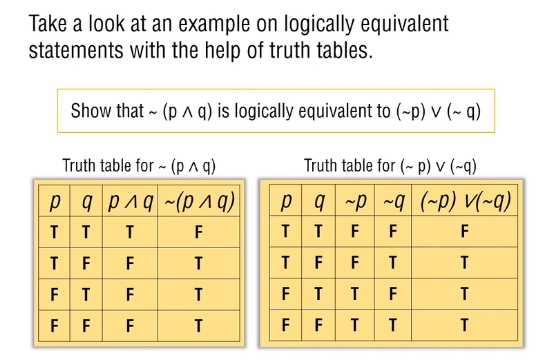 Take a look at an example on logically equivalent
statements with the help of truth tables.
Show that ~ (p ∧ q) is logically equivalent to (~p) ∨ (~ q)
Truth table for ~ (p ∧ q)
p q p ∧ q ~(p ∧ q)
T T T F
T F F T
F T F T
F F F T
Truth table for (~ p) ∨ (~q)
p q ~p ~q (~p) ∨(~q)
T T F F F
T F F T T
F T T F T
F F T T T